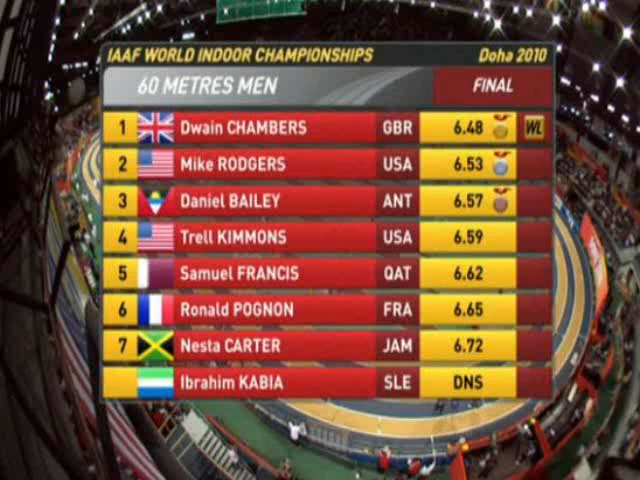 IAAF WORLD INDOOR CHAMPIONSHIPS Doha 2010
60 METRES MEN FINAL
1 Dwain CHAMBERS GBR 6.48 WL
2 Mike RODGERS USA 6.53
3 Daniel BAILEY ANT 6.57
4 Trell KIMMONS USA 6.59
5 Samuel FRANCIS QAT 6.62
6 Ronald POGNON FRA 6.65
7 Nesta CARTER JAM 6.72
Ibrahim KABIA SLE DNS